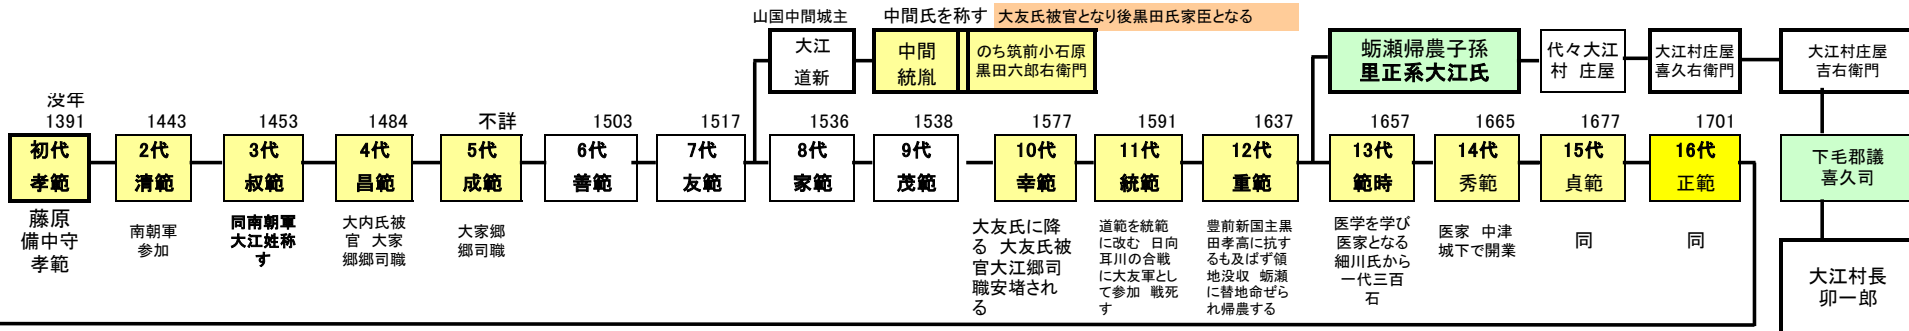 山国中間城主
中間氏を称す
大友氏被官となり後黒田氏家臣となる
大江
道新
中間
統胤
のち筑前小石原
黒田六郎右衛門
蛎瀬帰農子孫
里正系大江氏
代々大江
村 庄屋
大江村庄屋
喜久右衛門
大江村庄屋
吉右衛門
没年
1391
1443
1453
1484
不詳
1503
1517
1536
1538
1577
1591
1637
1657
1665
1677
1701
初代
孝範
2代
清範
3代
叔範
4代
昌範
5代
成範
6代
善範
7代
友範
8代
家範
9代
茂範
10代
幸範
11代
統範
12代
重範
13代
範時
14代
秀範
15代
貞範
16代
正範
下毛郡議
喜久司
藤原
備中守
孝範
南朝軍
参加
同南朝軍
大江姓称
す
大内氏被
官 大家
郷郷司職
大家郷
郷司職
大友氏に降
る 大友氏被
官大江郷司
職安堵され
る
道範を統範
に改む 日向
耳川の合戦
に大友軍とし
て参加 戦死
す
豊前新国主黒
田孝高に抗す
るも及ばず領
地没収 蛎瀬
に替地命ぜら
れ帰農する
医学を学び
医家となる
細川氏から
一代三百
石
医家 中津
城下で開業
同
同
大江村長
卯一郎